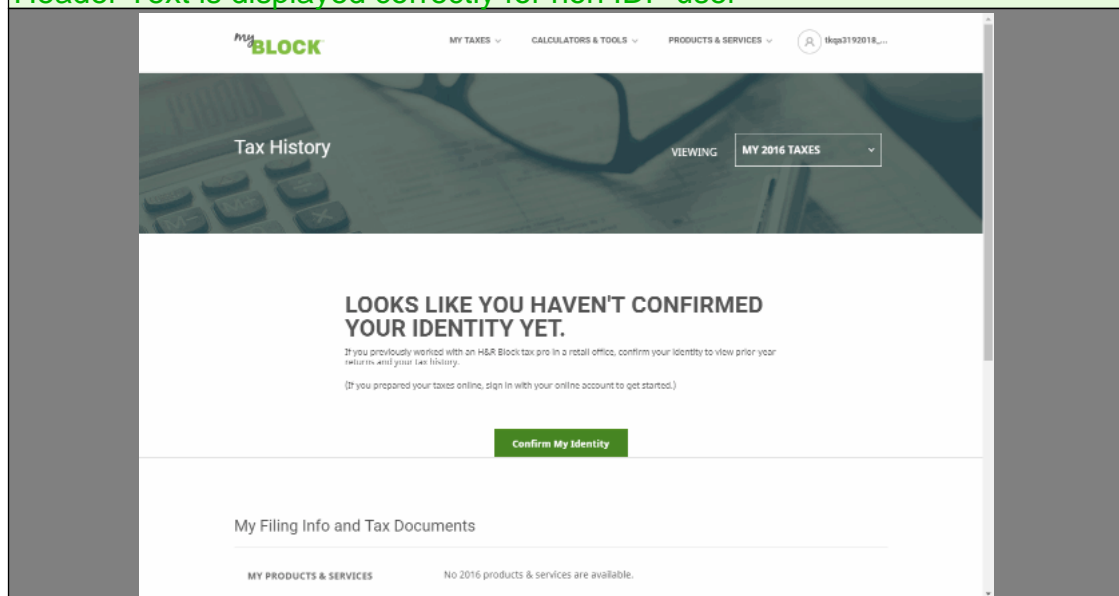 Header Text is displayed correctly for non IDP user
my BLOCK
MY TAXES CALCULATORS & TOOLS PRODUCTS & SERVICES tkqa3192018_...
Tax History
VIEWING MY 2016 TAXES
LOOKS LIKE YOU HAVEN'T CONFIRMED
YOUR IDENTITY YET.
If you previously worked with an H&R Block tax pro in a retail office, confirm your identity to view prior year
returns and your tax history.
(If you prepared your taxes online, sign in with your online account to get started.)
Confirm My Identity
My Filing Info and Tax Documents
MY PRODUCTS & SERVICES No 2016 products & services are available.